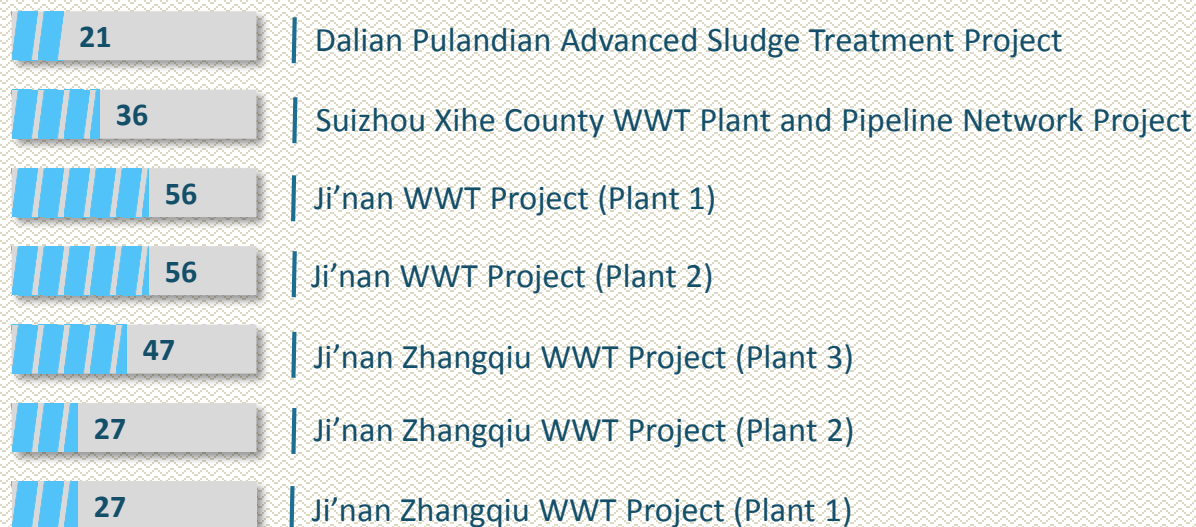 21 Dalian Pulandian Advanced Sludge Treatment Project
36 Suizhou Xihe County WWT Plant and Pipeline Network Project
56 Ji’nan WWT Project (Plant 1)
56 Ji’nan WWT Project (Plant 2)
47 Ji’nan Zhangqiu WWT Project (Plant 3)
27 Ji’nan Zhangqiu WWT Project (Plant 2)
27 Ji’nan Zhangqiu WWT Project (Plant 1)